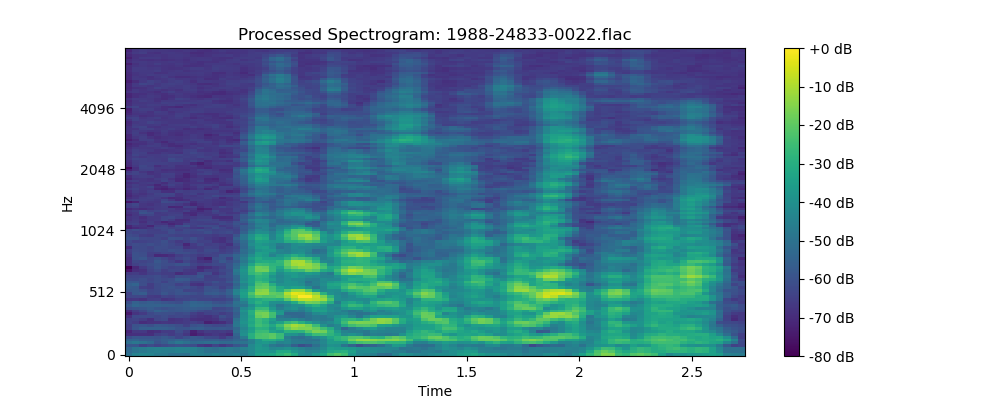 Processed Spectrogram: 1988-24833-0022.flac
Hz
4096
2048
1024
512
0
0 0.5 1 1.5 2 2.5
Time
+0 dB
-10 dB
-20 dB
-30 dB
-40 dB
-50 dB
-60 dB
-70 dB
-80 dB